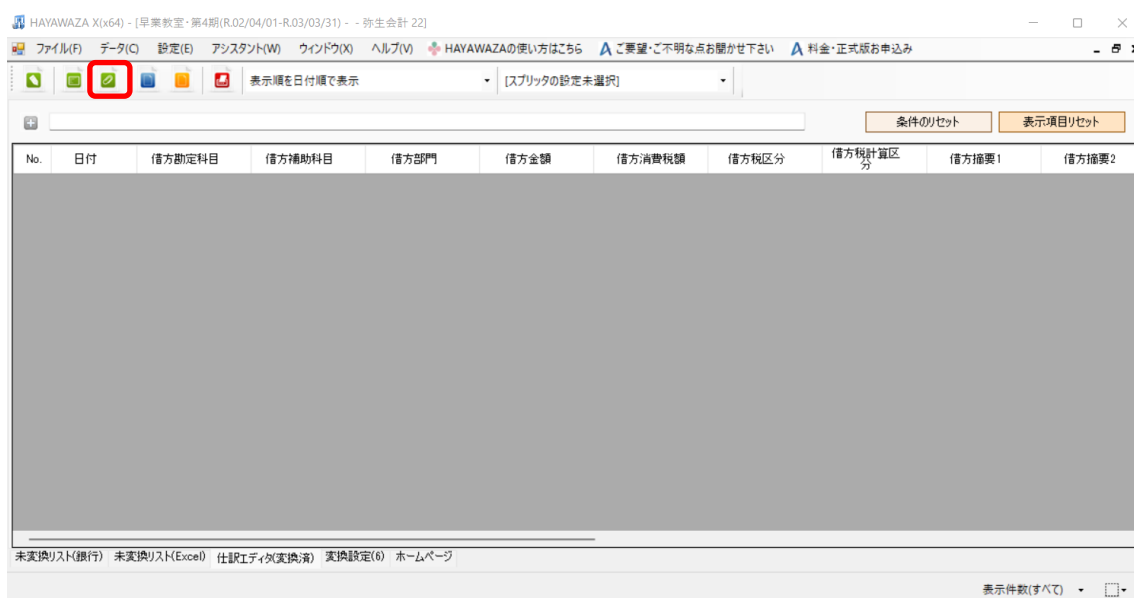 HAYAWAZA X(x64) - [早業教室・第4期(R.02/04/01-R.03/03/31) - - 弥生会計 22]
ファイル(F) データ(C) 設定(E) アシスタント(W) ウィンドウ(X) ヘルプ(V) HAYAWAZAの使い方はこちら ご要望・ご不明な点お聞かせ下さい 料金・正式版お申込み
表示順を日付順で表示 [スプリッタの設定未選択]
条件のリセット 表示項目リセット
No. 日付 借方勘定科目 借方補助科目 借方部門 借方金額 借方消費税額 借方税区分 借方税計算区分 借方摘要1 借方摘要2
未変換リスト(銀行) 未変換リスト(Excel) 仕訳エディタ(変換済) 変換設定(6) ホームページ
表示件数(すべて)